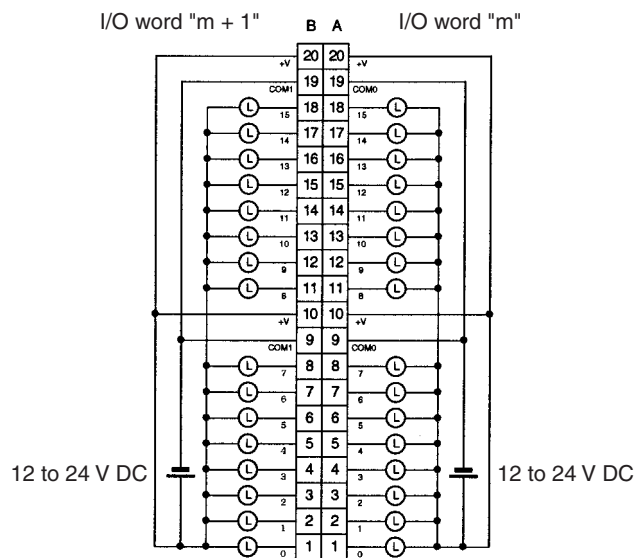 I/O word "m + 1" B A I/O word "m"
+V 20 20 +V
COM1 19 19 COM0
L 15 18 18 15 L
L 14 17 17 14 L
L 13 16 16 13 L
L 12 15 15 12 L
L 11 14 14 11 L
L 10 13 13 10 L
L 9 12 12 9 L
L 8 11 11 8 L
+V 10 10 +V
COM1 9 9 COM0
L 7 8 8 7 L
L 6 7 7 6 L
L 5 6 6 5 L
L 4 5 5 4 L
12 to 24 V DC L 3 4 4 3 L 12 to 24 V DC
L 2 3 3 2 L
L 1 2 2 1 L
L 0 1 1 0 L